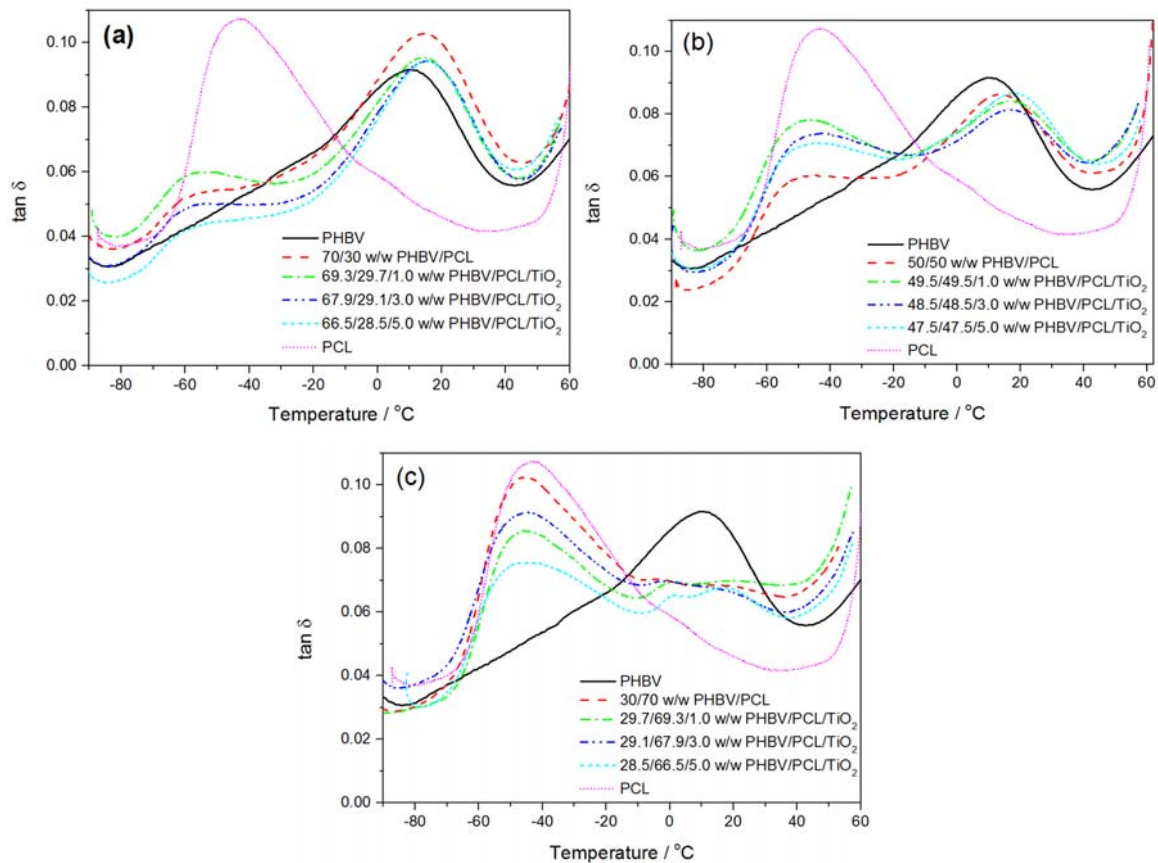 (a)
tan δ
0.10
0.08
0.06
0.04
0.02
0.00
PHBV
70/30 w/w PHBV/PCL
69.3/29.7/1.0 w/w PHBV/PCL/TiO₂
67.9/29.1/3.0 w/w PHBV/PCL/TiO₂
66.5/28.5/5.0 w/w PHBV/PCL/TiO₂
PCL
-80 -60 -40 -20 0 20 40 60
Temperature / °C
(b)
tan δ
0.10
0.08
0.06
0.04
0.02
0.00
PHBV
50/50 w/w PHBV/PCL
49.5/49.5/1.0 w/w PHBV/PCL/TiO₂
48.5/48.5/3.0 w/w PHBV/PCL/TiO₂
47.5/47.5/5.0 w/w PHBV/PCL/TiO₂
PCL
-80 -60 -40 -20 0 20 40 60
Temperature / °C
(c)
tan δ
0.10
0.08
0.06
0.04
0.02
0.00
PHBV
30/70 w/w PHBV/PCL
29.7/69.3/1.0 w/w PHBV/PCL/TiO₂
29.1/67.9/3.0 w/w PHBV/PCL/TiO₂
28.5/66.5/5.0 w/w PHBV/PCL/TiO₂
PCL
-80 -60 -40 -20 0 20 40 60
Temperature / °C